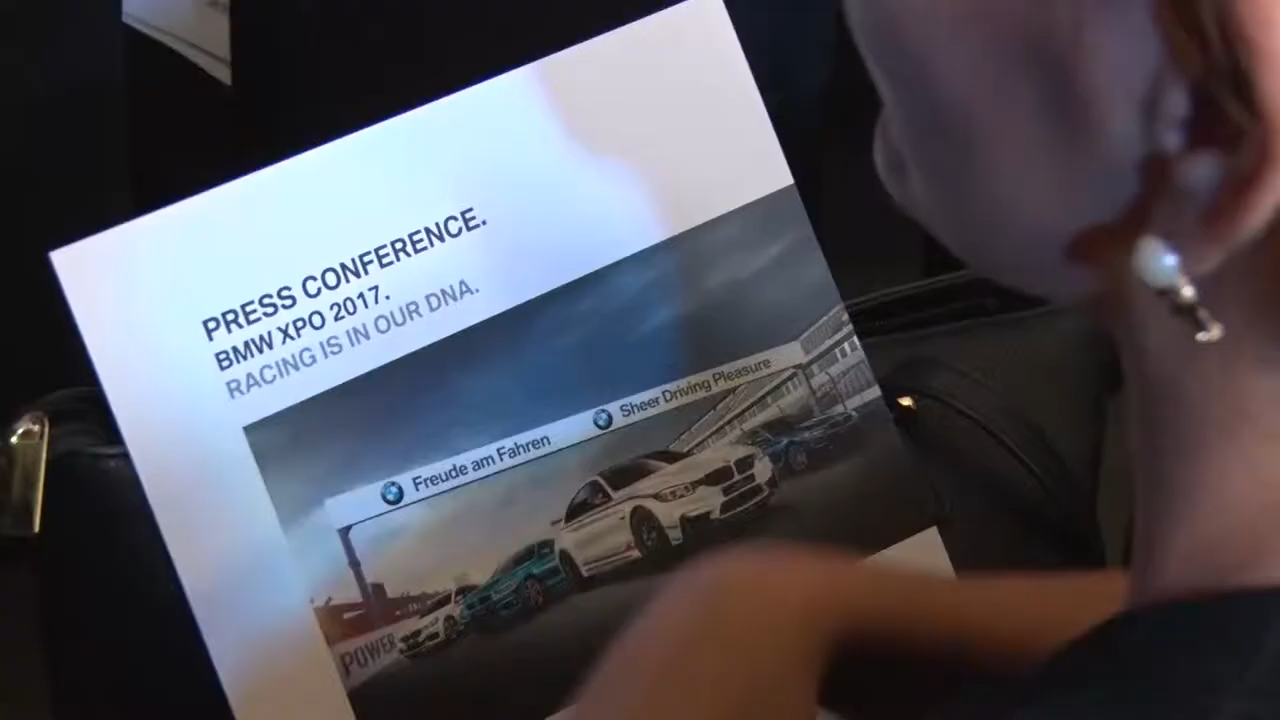 PRESS CONFERENCE.
BMW XPO 2017.
RACING IS IN OUR DNA.
Freude am Fahren
Sheer Driving Pleasure
POWER